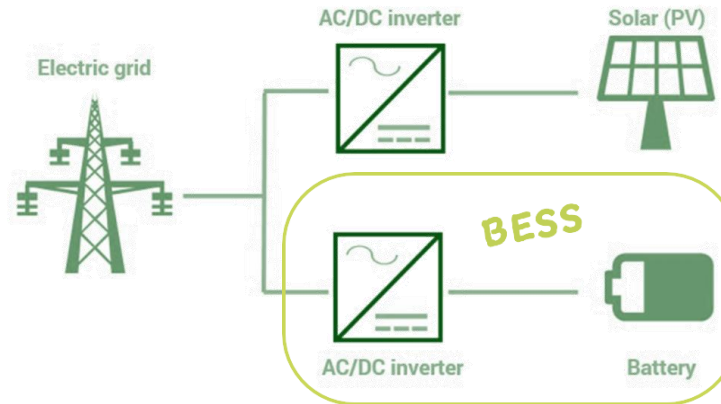 AC/DC inverter
Solar (PV)
Electric grid
BESS
AC/DC inverter
Battery